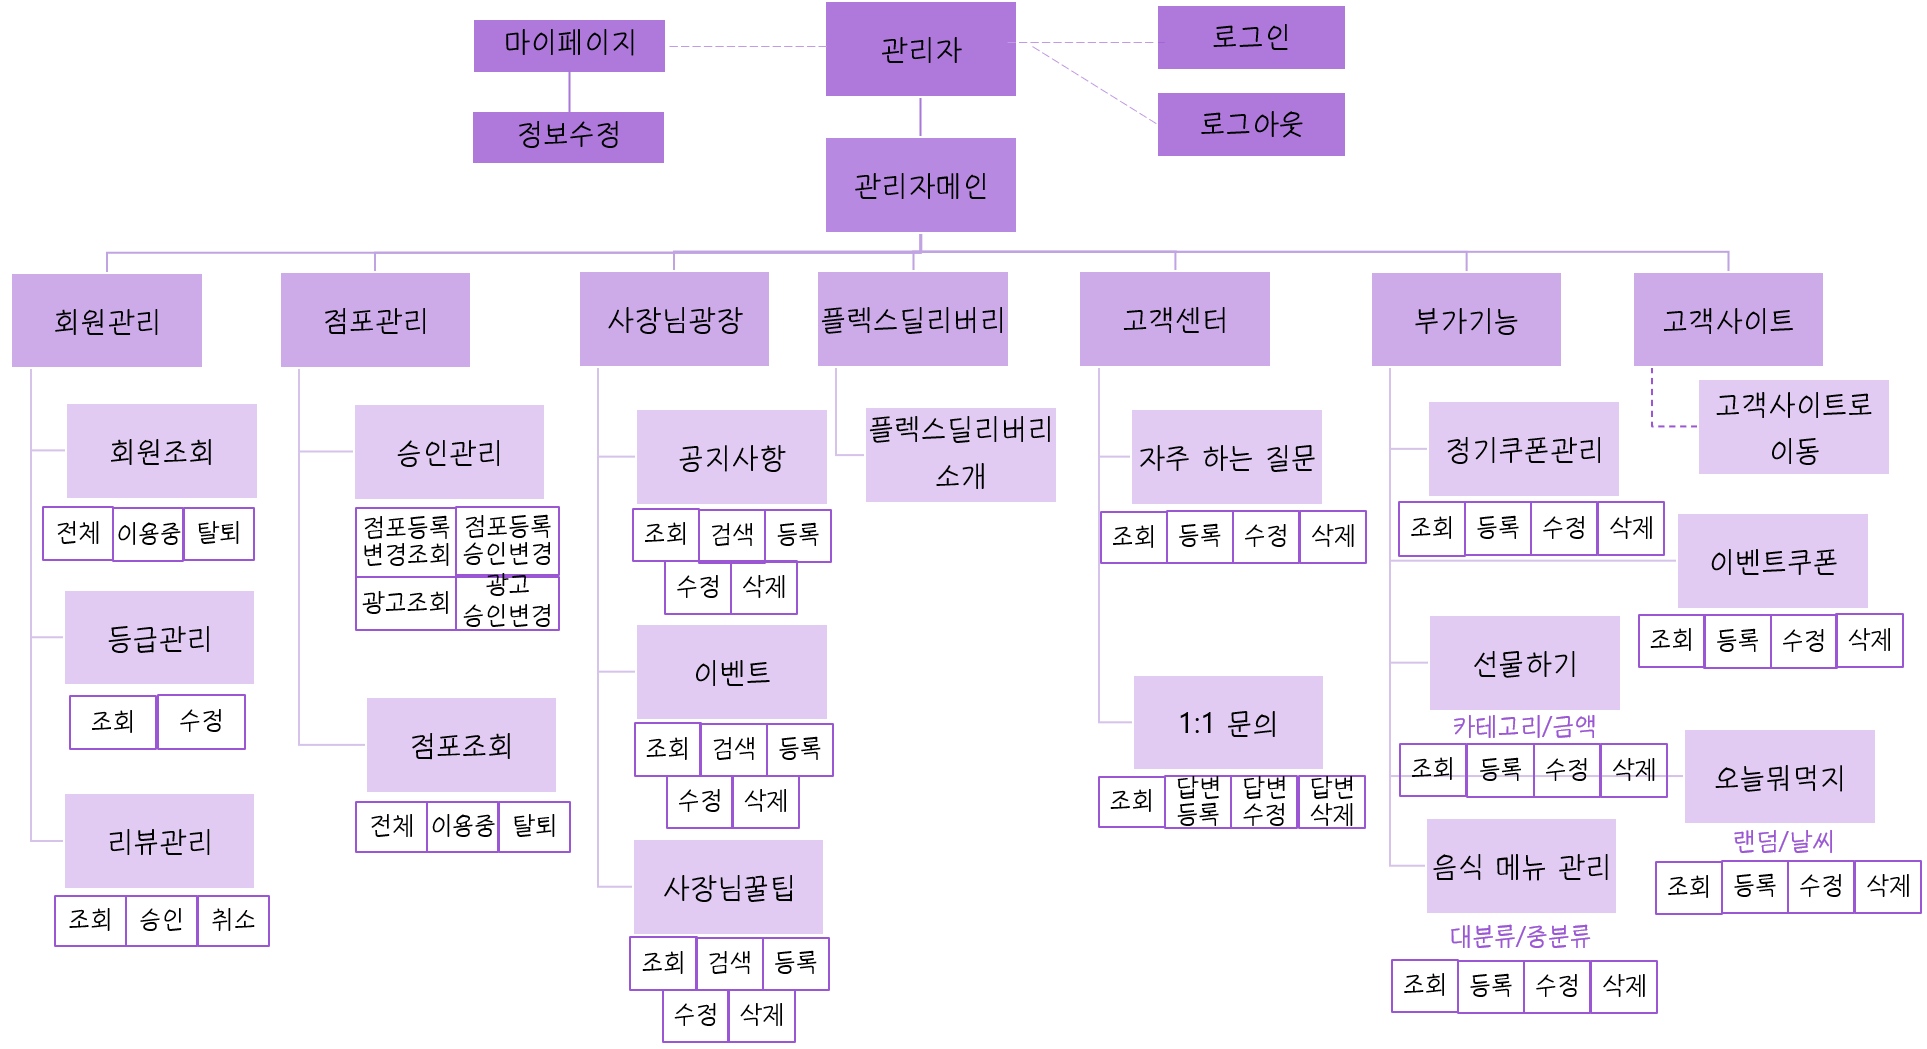 마이페이지
관리자
로그인
정보수정
로그아웃
관리자메인
회원관리
점포관리
사장님광장
플렉스딜리버리
고객센터
부가기능
고객사이트
회원조회
전체
이용중
탈퇴
등급관리
조회
수정
리뷰관리
조회
승인
취소
승인관리
점포등록
변경조회
점포등록
승인변경
광고조회
광고
승인변경
점포조회
전체
이용중
탈퇴
공지사항
조회
검색
등록
수정
삭제
이벤트
조회
검색
등록
수정
삭제
사장님꿀팁
조회
검색
등록
수정
삭제
플렉스딜리버리
소개
자주 하는 질문
조회
등록
수정
삭제
1:1 문의
조회
답변
등록
답변
수정
답변
삭제
정기쿠폰관리
조회
등록
수정
삭제
이벤트쿠폰
조회
등록
수정
삭제
선물하기
카테고리/금액
조회
등록
수정
삭제
오늘뭐먹지
랜덤/날씨
조회
등록
수정
삭제
음식 메뉴 관리
대분류/중분류
조회
등록
수정
삭제
고객사이트로
이동